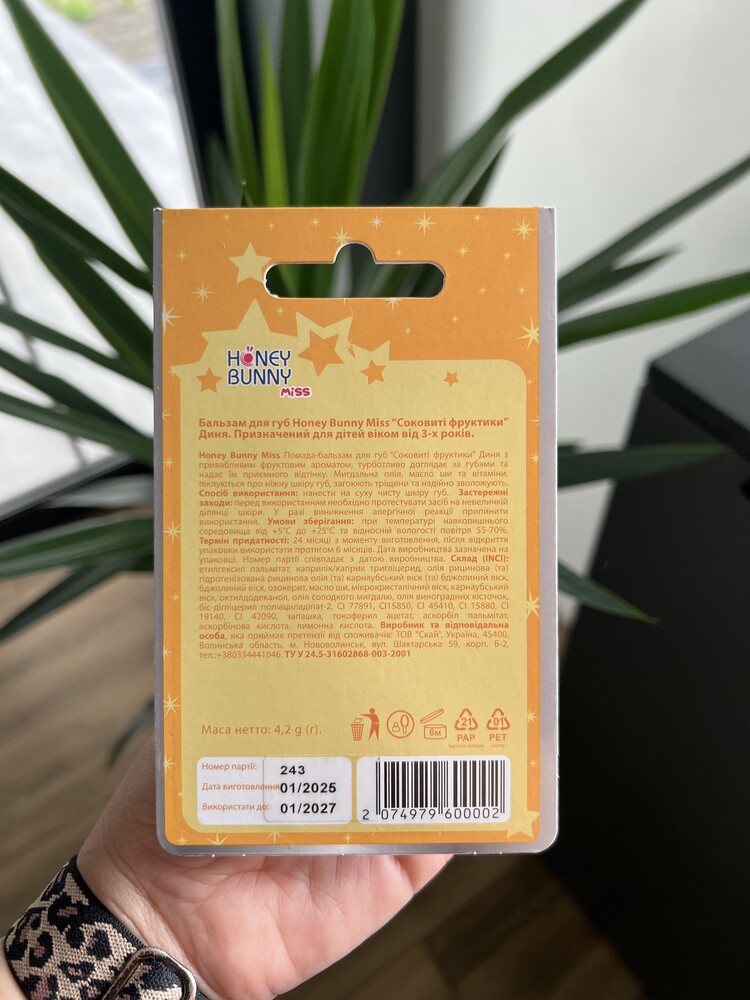 HONEY
BUNNY
Miss
Бальзам для губ Honey Bunny Miss "Соковиті фруктики"
Диня. Призначений для дітей віком від 3-х років.
Honey Bunny Miss Помада-бальзам для губ "Соковиті фруктики" Диня з
привабливим фруктовим ароматом, турботливо доглядає за губами та
надає їм приємного відтінку. Мигдальна олія, масло ши та вітаміни,
піклуються про ніжну шкіру губ, загоюють тріщини та надійно зволожують.
Спосіб використання: нанести на суху чисту шкіру губ. Застережні
заходи: перед використанням необхідно протестувати засіб на невеличкій
ділянці шкіри. У разі виникнення алергічної реакції припинити
використання. Умови зберігання: при температурі навколишнього
середовища від +5°С до +25°С та відносній вологості повітря 55-70%.
Термін придатності: 24 місяці з моменту виготовлення, після відкриття
упаковки використати протягом 6 місяців. Дата виробництва зазначена на
упаковці. Номер партії співпадає з датою виробництва. Склад (INCI):
етилгексил пальмітат, каприлік/каприк тригліцерид, олія рицинова (та)
гідрогенізована рицинова олія (та) карнаубський віск (та) бджолиний віск,
бджолиний віск, озокерит, масло ши, мікрокристалічний віск, карнаубський
віск, октилдодеканол, олія солодкого мигдалю, олія виноградних кісточок,
біс-дігліцерил поліациладіпат-2, CI 77891, CI15850, CI 45410, CI 15880, CI
19140, CI 42090, запашка, токоферил ацетат, аскорбіл пальмітат,
аскорбінова кислота, лимонна кислота. Виробник та відповідальна
особа, яка приймає претензії від споживачів: ТОВ "Скай", Україна, 45400,
Волинська область, м. Нововолинськ, вул. Шахтарська 59, корп. Б-2,
тел.:+380334441046. ТУ У 24.5-31602868-003-2001
Маса нетто: 4,2 g (г).
6м
21
PAP
01
PET
Номер партії: 243
Дата виготовлення: 01/2025
Використати до: 01/2027
2 074979 600002